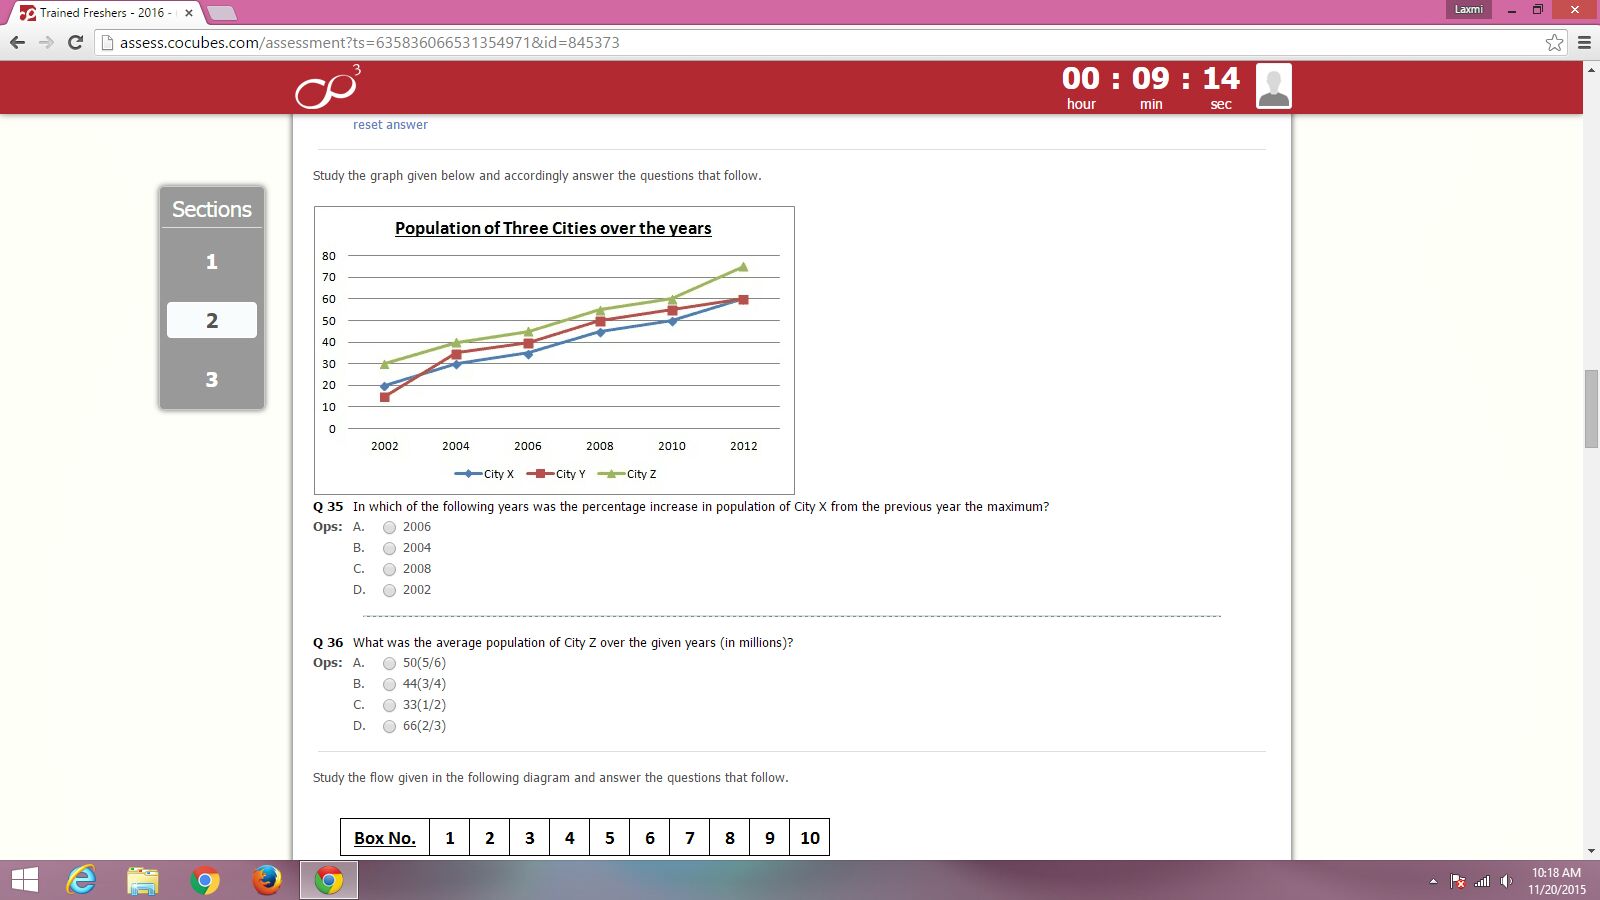 Trained Freshers - 2016 -
Laxmi
assess.cocubes.com/assessment?ts=635836066531354971&id=845373
3
00 : 09 : 14
hour min sec
reset answer
Study the graph given below and accordingly answer the questions that follow.
Sections
1
2
3
Population of Three Cities over the years
80
70
60
50
40
30
20
10
0
2002 2004 2006 2008 2010 2012
City X City Y City Z
Q 35 In which of the following years was the percentage increase in population of City X from the previous year the maximum?
Ops: A. 2006
B. 2004
C. 2008
D. 2002
Q 36 What was the average population of City Z over the given years (in millions)?
Ops: A. 50(5/6)
B. 44(3/4)
C. 33(1/2)
D. 66(2/3)
Study the flow given in the following diagram and answer the questions that follow.
Box No. 1 2 3 4 5 6 7 8 9 10
10:18 AM
11/20/2015